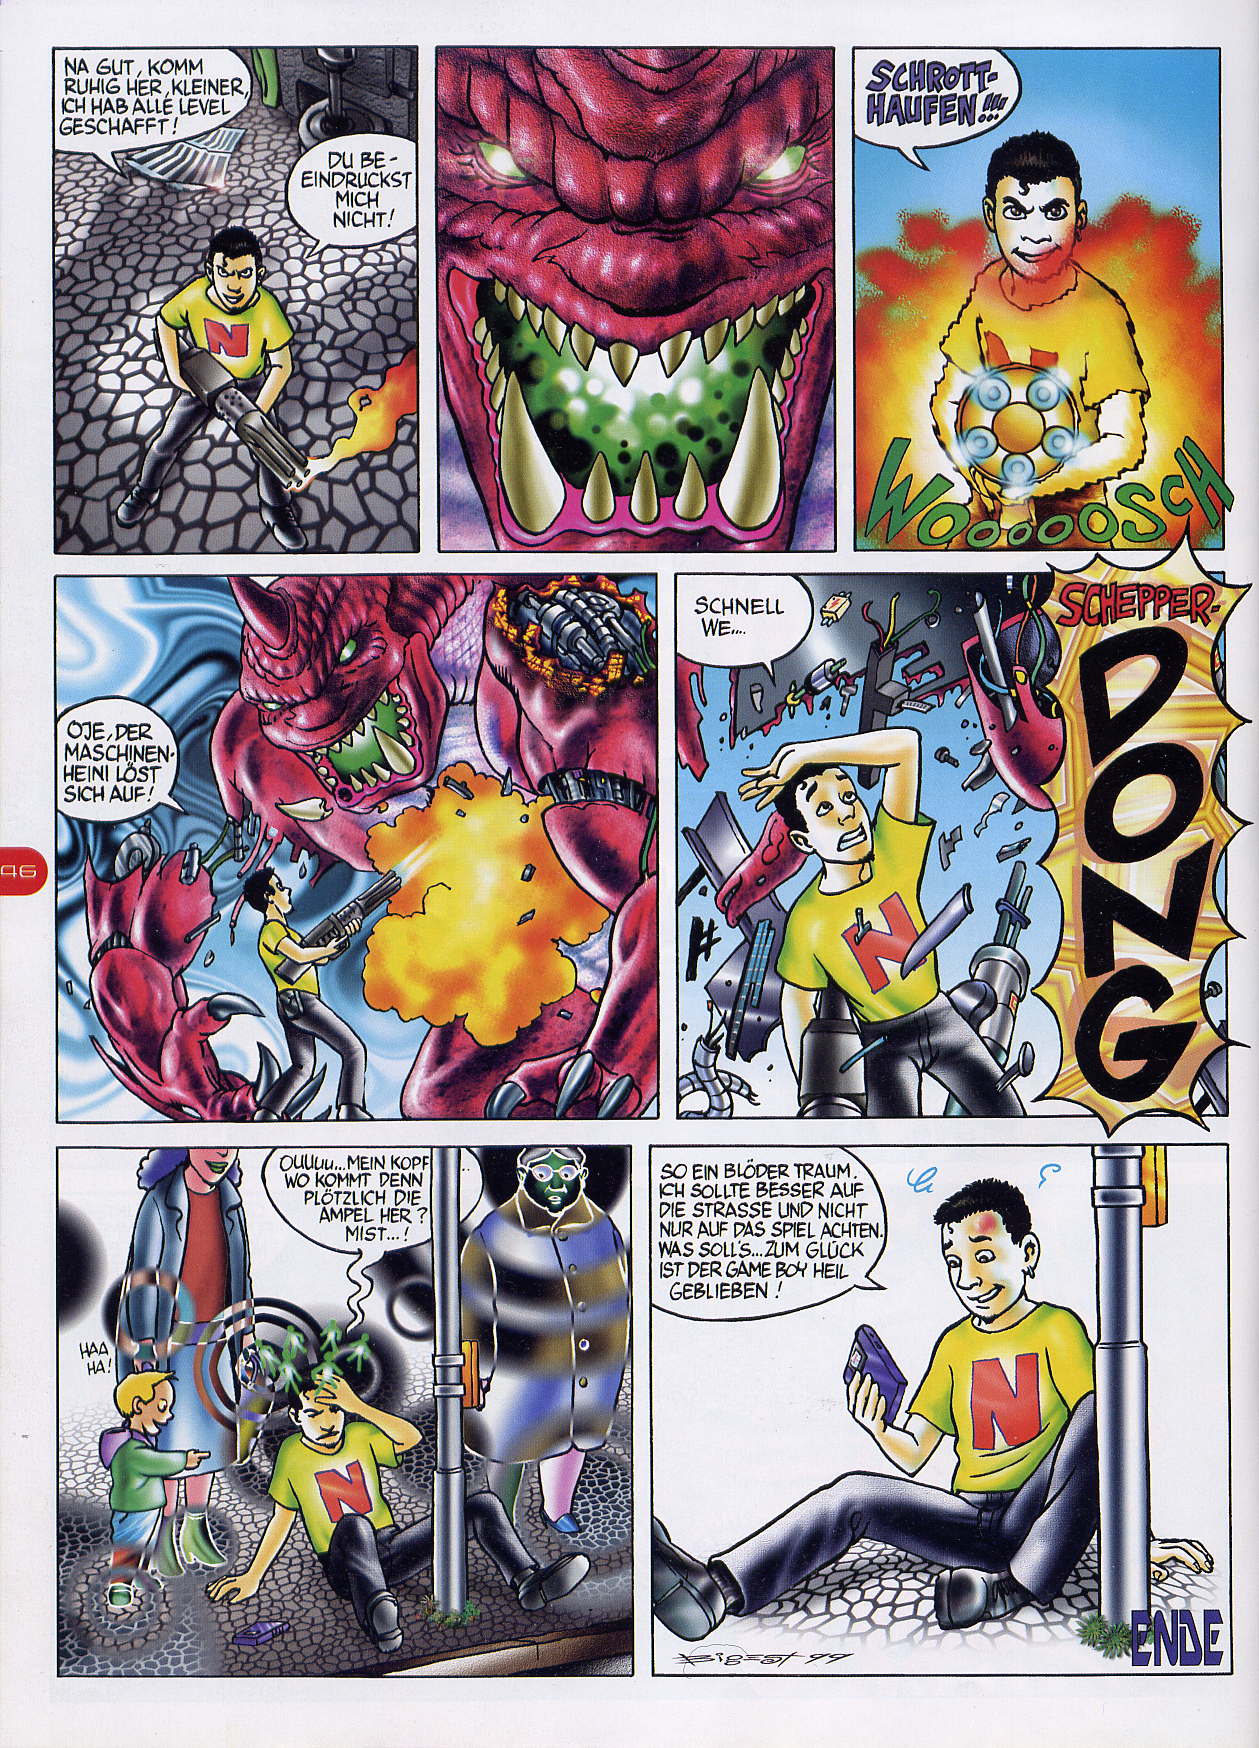 NA GUT, KOMM
RUHIG HER, KLEINER,
ICH HAB ALLE LEVEL
GESCHAFFT!
DU BE-
EINDRUCKST
MICH
NICHT!
N
SCHROTT-
HAUFEN!!!
WOOOOOSCH
OJE, DER
MASCHINEN-
HEINI LÖST
SICH AUF!
SCHNELL
WE....
N
SCHEPPER-
DONG
46
OUUUU...MEIN KOPF...
WO KOMMT DENN
PLÖTZLICH DIE
AMPEL HER?
MIST...!
HAA
HA!
N
SO EIN BLÖDER TRAUM.
ICH SOLLTE BESSER AUF
DIE STRASSE UND NICHT
NUR AUF DAS SPIEL ACHTEN.
WAS SOLL'S...ZUM GLÜCK
IST DER GAME BOY HEIL
GEBLIEBEN!
N
ENDE
99